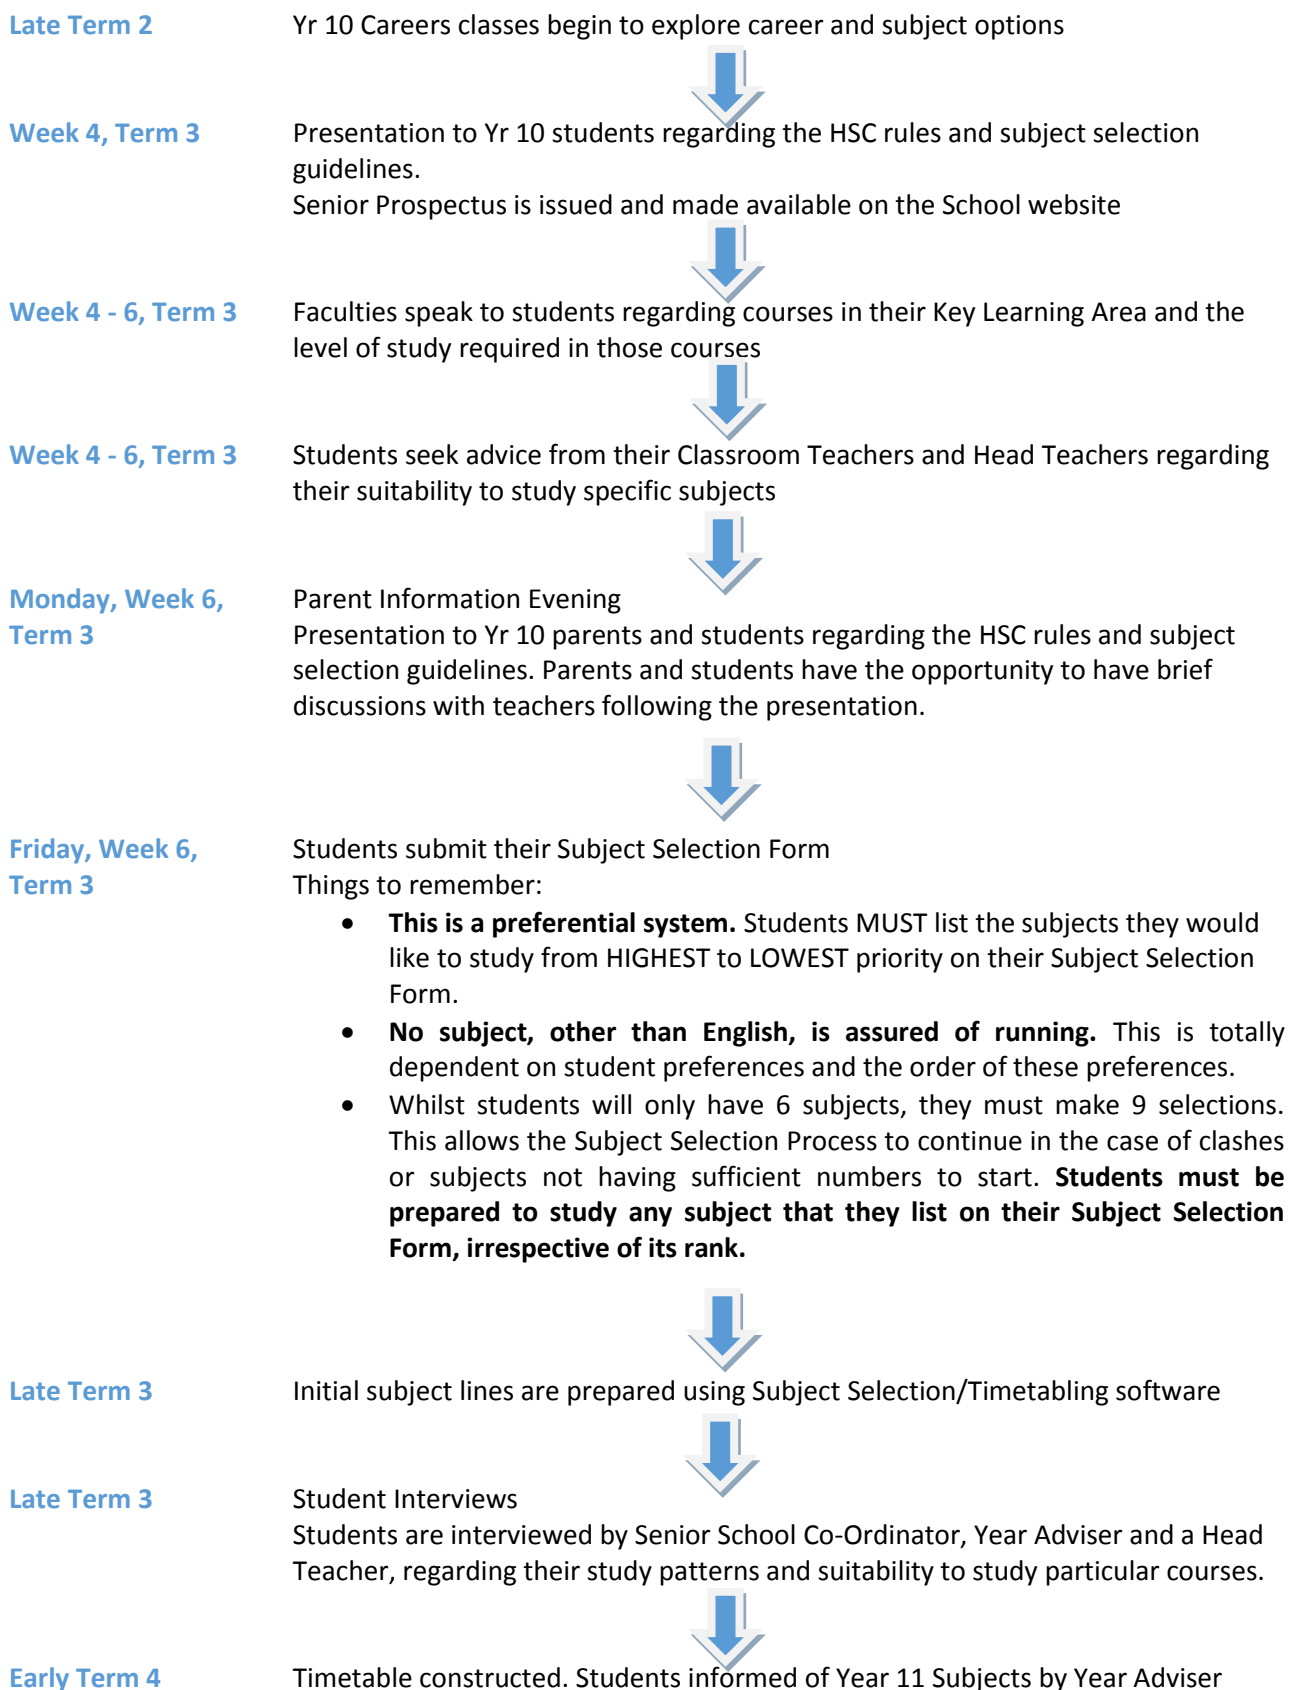 Late Term 2 Yr 10 Careers classes begin to explore career and subject options
Week 4, Term 3 Presentation to Yr 10 students regarding the HSC rules and subject selection
guidelines.
Senior Prospectus is issued and made available on the School website
Week 4 - 6, Term 3 Faculties speak to students regarding courses in their Key Learning Area and the
level of study required in those courses
Week 4 - 6, Term 3 Students seek advice from their Classroom Teachers and Head Teachers regarding
their suitability to study specific subjects
Monday, Week 6, Parent Information Evening
Term 3 Presentation to Yr 10 parents and students regarding the HSC rules and subject
selection guidelines. Parents and students have the opportunity to have brief
discussions with teachers following the presentation.
Friday, Week 6, Students submit their Subject Selection Form
Term 3 Things to remember:
• This is a preferential system. Students MUST list the subjects they would
like to study from HIGHEST to LOWEST priority on their Subject Selection
Form.
• No subject, other than English, is assured of running. This is totally
dependent on student preferences and the order of these preferences.
• Whilst students will only have 6 subjects, they must make 9 selections.
This allows the Subject Selection Process to continue in the case of clashes
or subjects not having sufficient numbers to start. Students must be
prepared to study any subject that they list on their Subject Selection
Form, irrespective of its rank.
Late Term 3 Initial subject lines are prepared using Subject Selection/Timetabling software
Late Term 3 Student Interviews
Students are interviewed by Senior School Co-Ordinator, Year Adviser and a Head
Teacher, regarding their study patterns and suitability to study particular courses.
Early Term 4 Timetable constructed. Students informed of Year 11 Subjects by Year Adviser